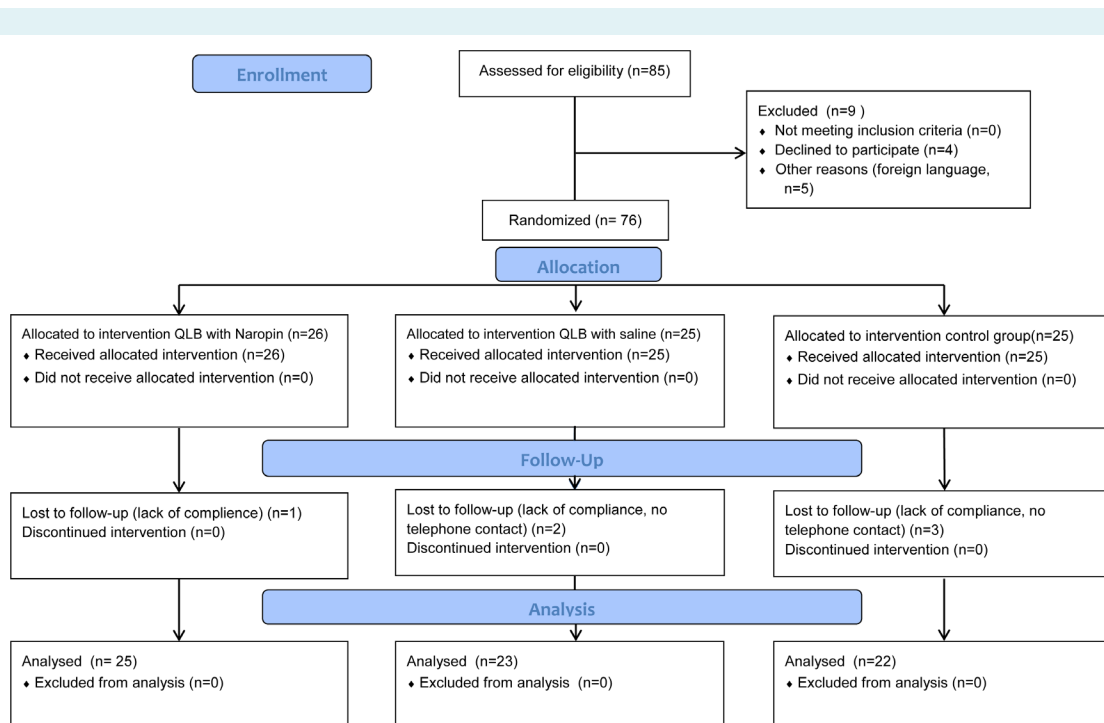 Enrollment
Assessed for eligibility (n=85)
Excluded (n=9 )
♦ Not meeting inclusion criteria (n=0)
♦ Declined to participate (n=4)
♦ Other reasons (foreign language,
n=5)
Randomized (n= 76)
Allocation
Allocated to intervention QLB with Naropin (n=26)
♦ Received allocated intervention (n=26)
♦ Did not receive allocated intervention (n=0)
Allocated to intervention QLB with saline (n=25)
♦ Received allocated intervention (n=25)
♦ Did not receive allocated intervention (n=0)
Allocated to intervention control group(n=25)
♦ Received allocated intervention (n=25)
♦ Did not receive allocated intervention (n=0)
Follow-Up
Lost to follow-up (lack of complience) (n=1)
Discontinued intervention (n=0)
Lost to follow-up (lack of compliance, no
telephone contact) (n=2)
Discontinued intervention (n=0)
Lost to follow-up (lack of compliance, no
telephone contact) (n=3)
Discontinued intervention (n=0)
Analysis
Analysed (n= 25)
♦ Excluded from analysis (n=0)
Analysed (n=23)
♦ Excluded from analysis (n=0)
Analysed (n=22)
♦ Excluded from analysis (n=0)